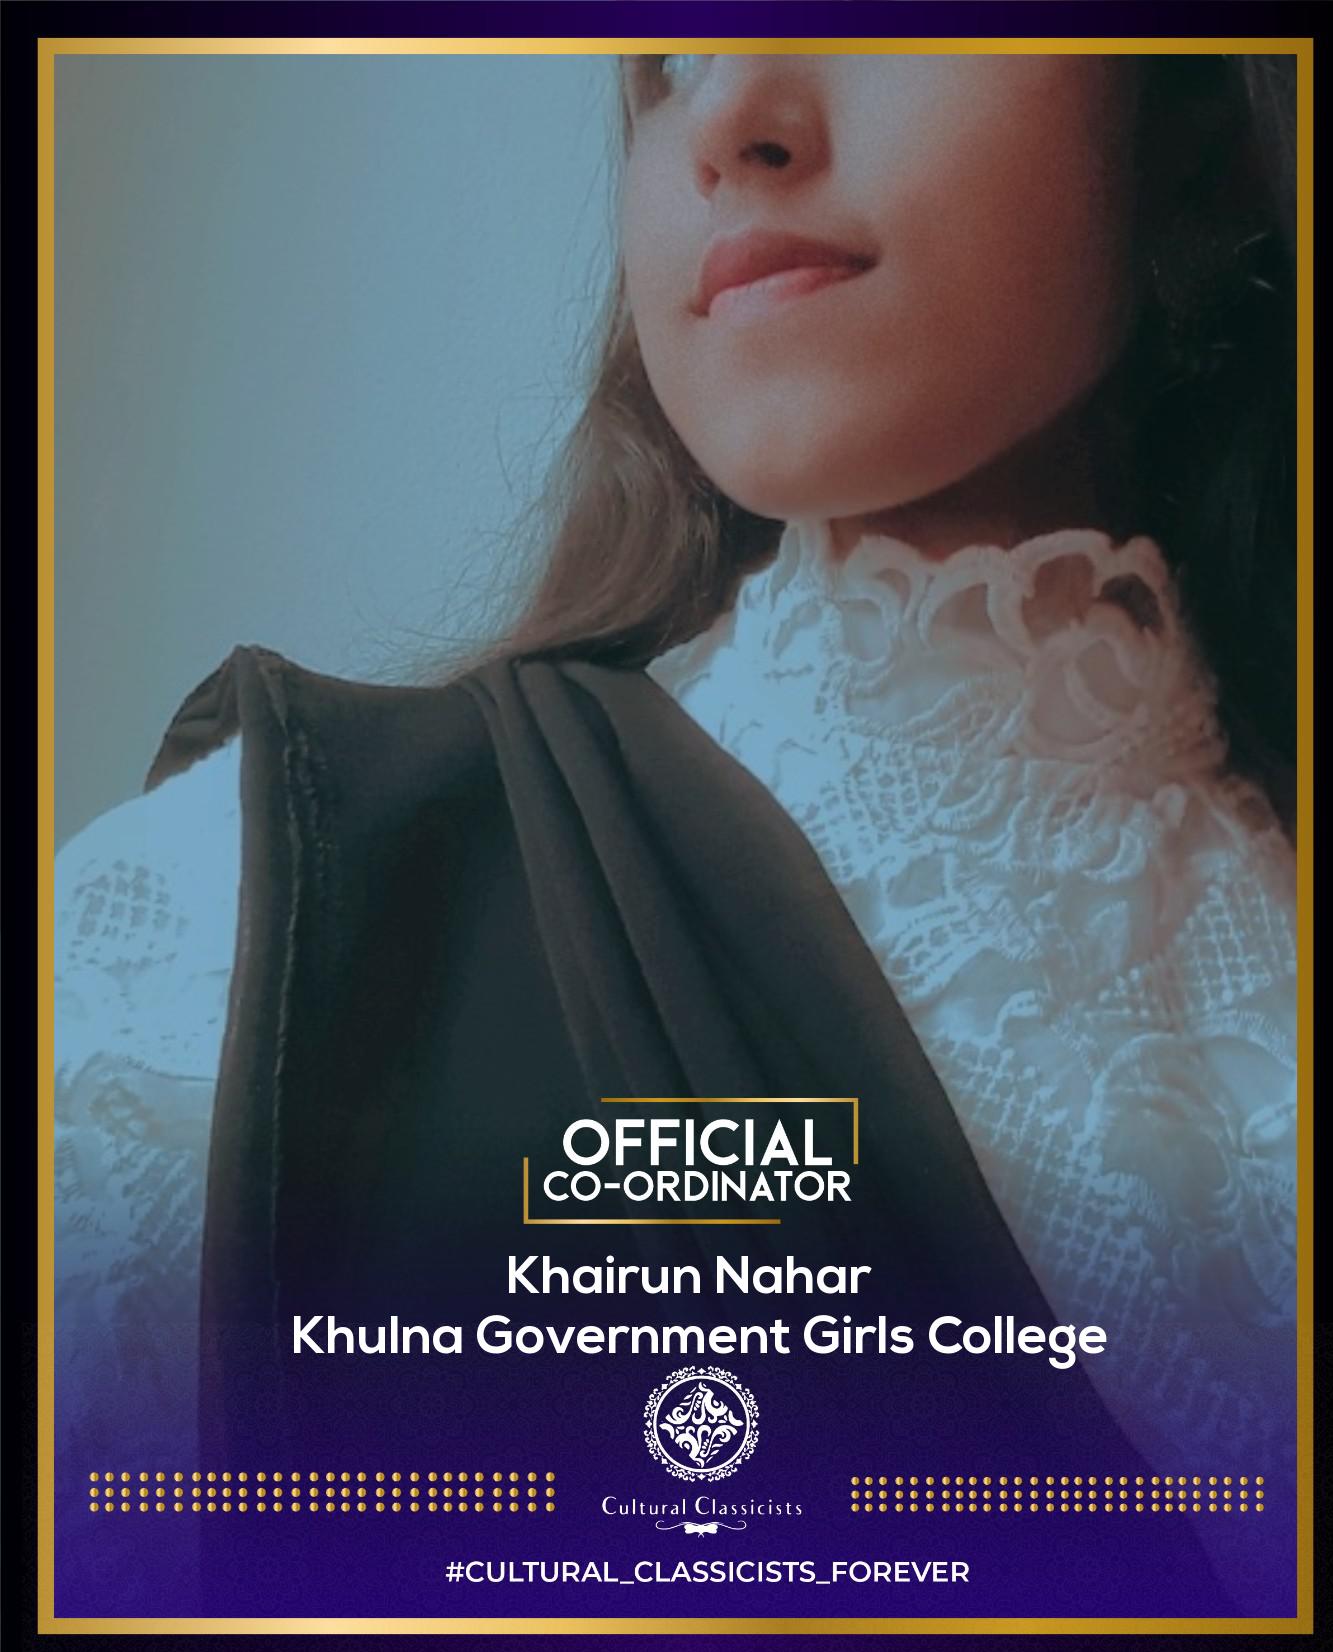 OFFICIAL
CO-ORDINATOR
Khairun Nahar
Khulna Government Girls College
Cultural Classicists
#CULTURAL_CLASSICISTS_FOREVER